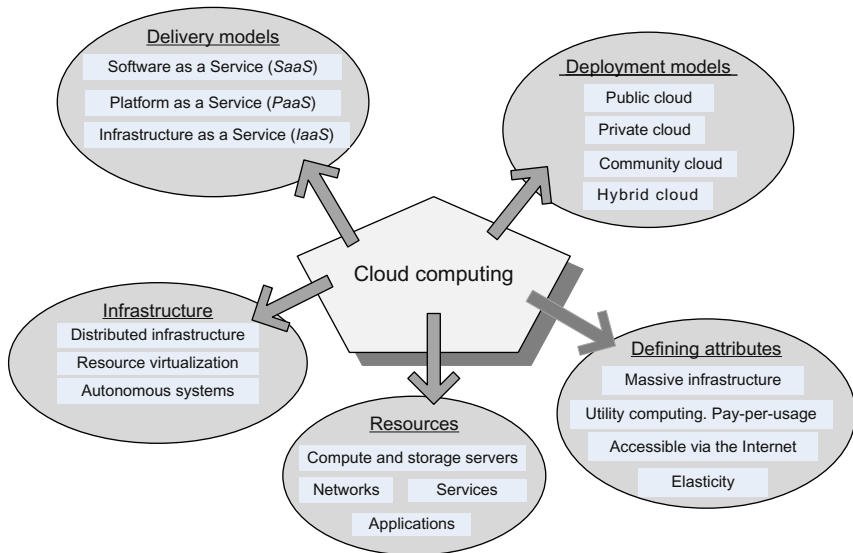 Delivery models
Software as a Service (SaaS)
Platform as a Service (PaaS)
Infrastructure as a Service (IaaS)
Deployment models
Public cloud
Private cloud
Community cloud
Hybrid cloud
Cloud computing
Infrastructure
Distributed infrastructure
Resource virtualization
Autonomous systems
Resources
Compute and storage servers
Networks
Services
Applications
Defining attributes
Massive infrastructure
Utility computing. Pay-per-usage
Accessible via the Internet
Elasticity